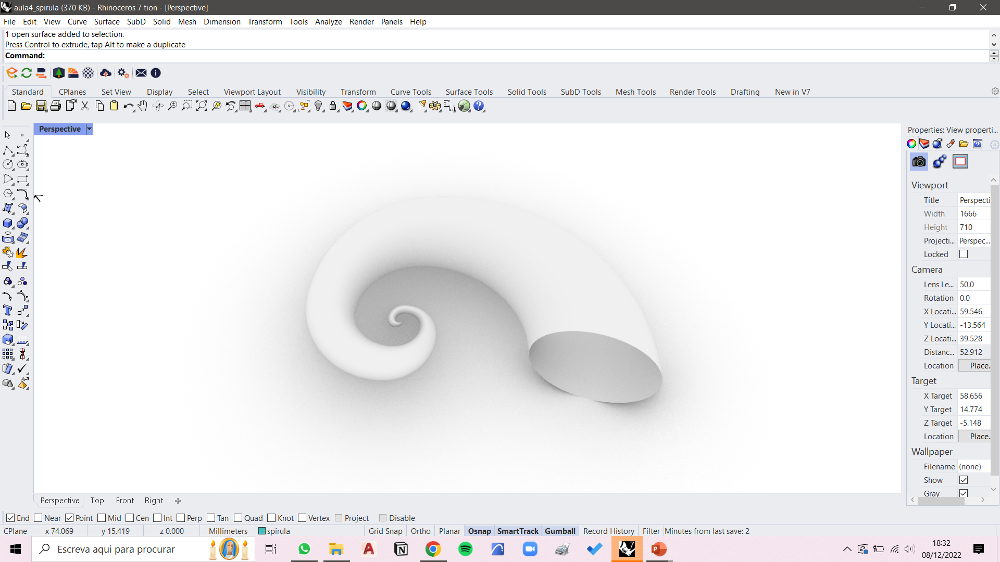 aula4_spirula (370 KB) - Rhinoceros 7 tion - [Perspective]
File Edit View Curve Surface SubD Solid Mesh Dimension Transform Tools Analyze Render Panels Help
1 open surface added to selection.
Press Control to extrude, tap Alt to make a duplicate
Command:
Standard CPlanes Set View Display Select Viewport Layout Visibility Transform Curve Tools Surface Tools Solid Tools SubD Tools Mesh Tools Render Tools Drafting New in V7
Perspective
Properties: View properti...
Viewport
Title Perspecti
Width 1666
Height 710
Projecti... Perspec...
Locked
Camera
Lens Le... 50.0
Rotation 0.0
X Locati... 59.546
Y Locati... -13.564
Z Locati... 39.528
Distanc... 52.912
Location Place.
Target
X Target 58.656
Y Target 14.774
Z Target -5.148
Location Place.
Wallpaper
Filename (none)
Show
Gray
Perspective Top Front Right
End Near Point Mid Cen Int Perp Tan Quad Knot Vertex Project Disable
CPlane x 74.069 y 15.419 z 0.000 Millimeters spirula Grid Snap Ortho Planar Osnap SmartTrack Gumball Record History Filter Minutes from last save: 2
Escreva aqui para procurar
18:32
08/12/2022